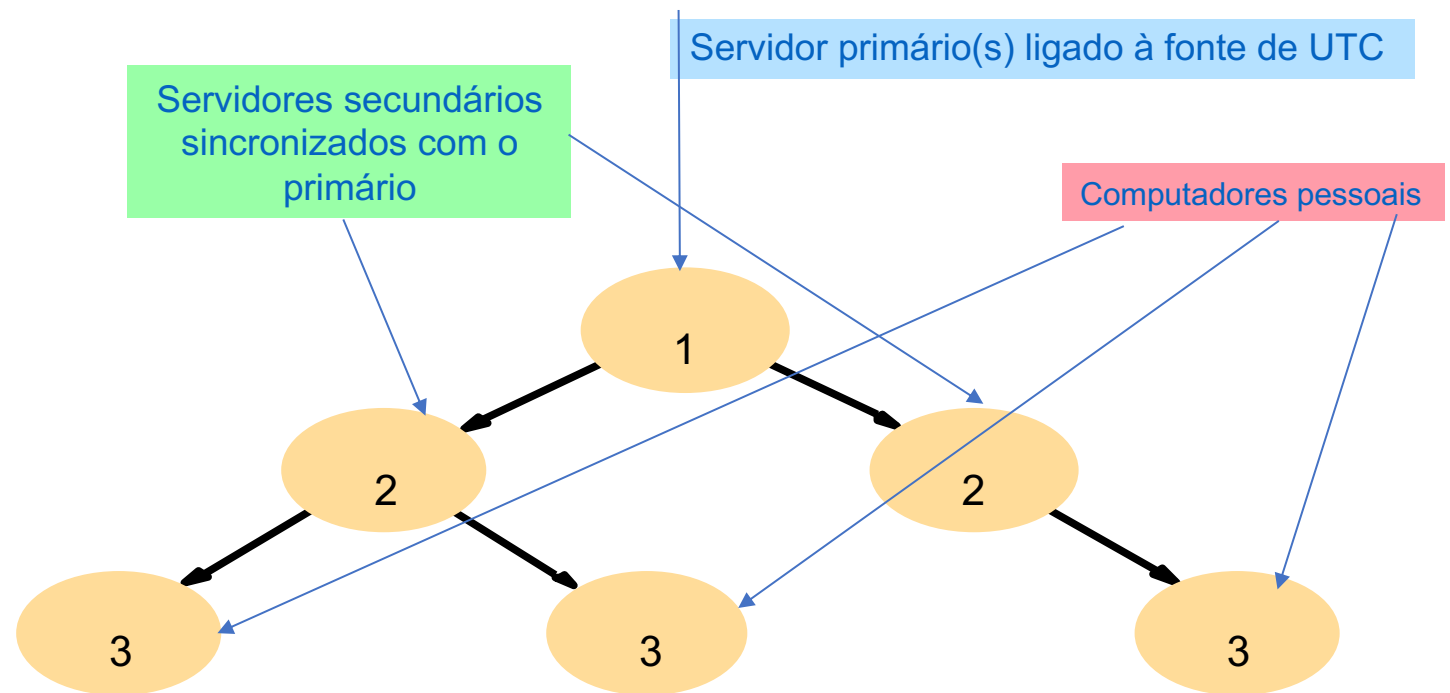 Servidor primário(s) ligado à fonte de UTC
Servidores secundários
sincronizados com o
primário
Computadores pessoais
1
2
2
3
3
3